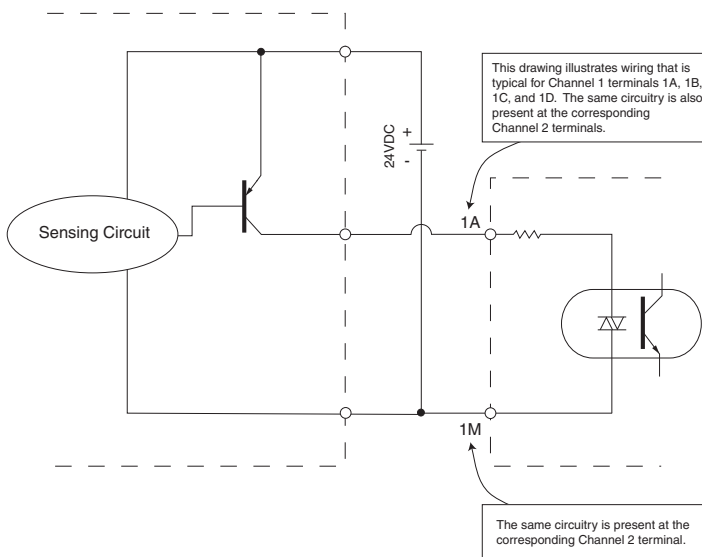 This drawing illustrates wiring that is
typical for Channel 1 terminals 1A, 1B,
1C, and 1D. The same circuitry is also
present at the corresponding
Channel 2 terminals.
24VDC
+
-
1A
Sensing Circuit
1M
The same circuitry is present at the
corresponding Channel 2 terminal.